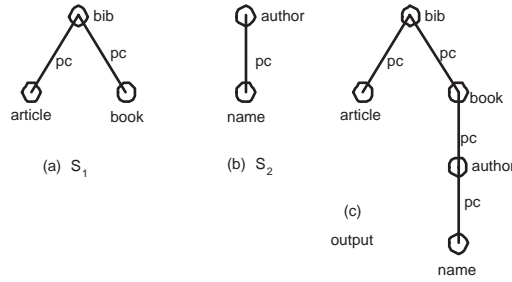 bib
pc
pc
article
book
(a) S1
author
pc
name
(b) S2
bib
pc
pc
article
book
pc
author
pc
name
(c)
output